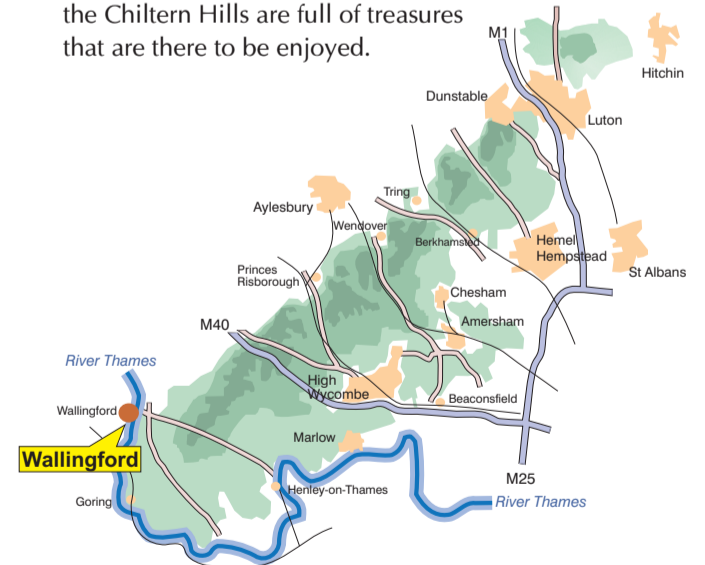 the Chiltern Hills are full of treasures
that are there to be enjoyed.
M1
Hitchin
Dunstable
Luton
Tring
Aylesbury
Wendover
Berkhamsted
Hemel
Hempstead
St Albans
Princes
Risborough
Chesham
Amersham
M40
River Thames
High
Wycombe
Beaconsfield
Wallingford
Marlow
Wallingford
M25
Henley-on-Thames
Goring
River Thames